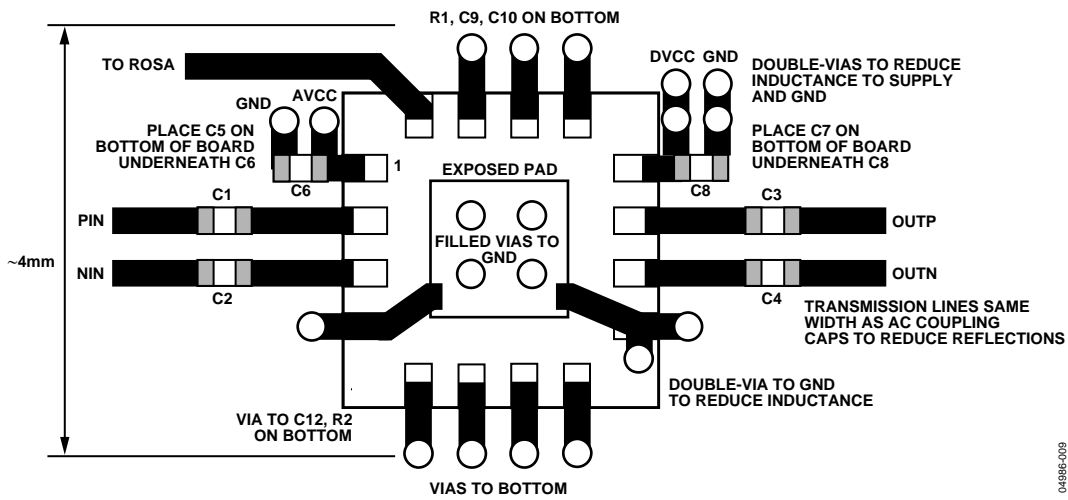 R1, C9, C10 ON BOTTOM
TO ROSA
DVCC GND
DOUBLE-VIAS TO REDUCE
INDUCTANCE TO SUPPLY
AND GND
GND
AVCC
PLACE C5 ON
BOTTOM OF BOARD
UNDERNEATH C6
PLACE C7 ON
BOTTOM OF BOARD
UNDERNEATH C8
1
EXPOSED PAD
C6
C8
C1
C3
PIN
OUTP
FILLED VIAS TO
GND
~4mm
NIN
OUTN
C2
C4
TRANSMISSION LINES SAME
WIDTH AS AC COUPLING
CAPS TO REDUCE REFLECTIONS
DOUBLE-VIA TO GND
TO REDUCE INDUCTANCE
VIA TO C12, R2
ON BOTTOM
VIAS TO BOTTOM
04986-009